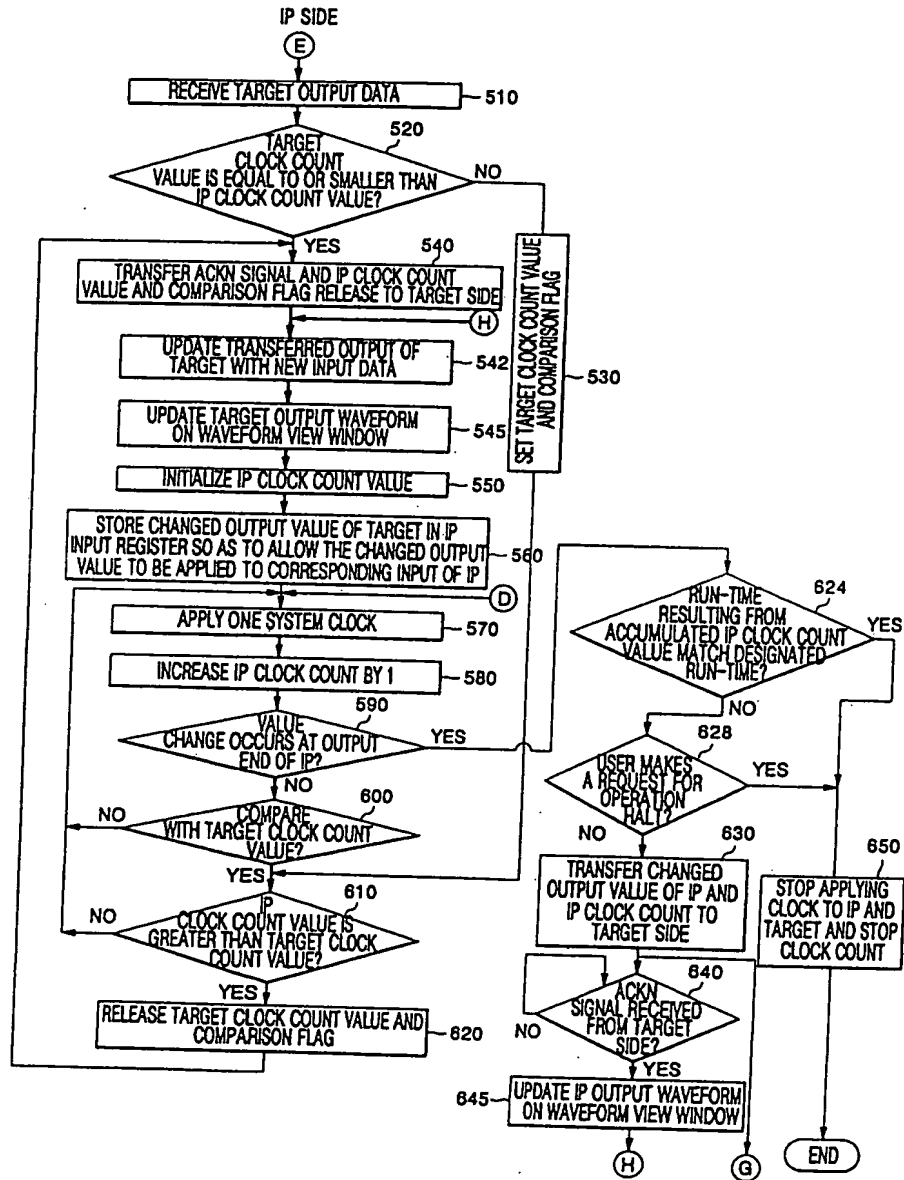 IP SIDE
E
RECEIVE TARGET OUTPUT DATA
510
520
TARGET
CLOCK COUNT
VALUE IS EQUAL TO OR SMALLER THAN
IP CLOCK COUNT VALUE?
NO
YES
SET TARGET CLOCK COUNT VALUE
AND COMPARISON FLAG
530
540
TRANSFER ACKN SIGNAL AND IP CLOCK COUNT
VALUE AND COMPARISON FLAG RELEASE TO TARGET SIDE
H
UPDATE TRANSFERRED OUTPUT OF
TARGET WITH NEW INPUT DATA
542
UPDATE TARGET OUTPUT WAVEFORM
ON WAVEFORM VIEW WINDOW
545
INITIALIZE IP CLOCK COUNT VALUE
550
STORE CHANGED OUTPUT VALUE OF TARGET IN IP
INPUT REGISTER SO AS TO ALLOW THE CHANGED OUTPUT
VALUE TO BE APPLIED TO CORRESPONDING INPUT OF IP
560
D
APPLY ONE SYSTEM CLOCK
570
INCREASE IP CLOCK COUNT BY 1
580
590
VALUE
CHANGE OCCURS AT OUTPUT
END OF IP?
YES
NO
600
COMPARE
WITH TARGET CLOCK COUNT
VALUE?
NO
YES
610
IP
CLOCK COUNT VALUE IS
GREATER THAN TARGET CLOCK
COUNT VALUE?
NO
YES
RELEASE TARGET CLOCK COUNT VALUE AND
COMPARISON FLAG
620
624
RUN-TIME
RESULTING FROM
ACCUMULATED IP CLOCK COUNT
VALUE MATCH DESIGNATED
RUN-TIME?
YES
NO
628
USER MAKES
A REQUEST FOR
OPERATION
HALT?
YES
NO
630
TRANSFER CHANGED
OUTPUT VALUE OF IP AND
IP CLOCK COUNT TO
TARGET SIDE
650
STOP APPLYING
CLOCK TO IP AND
TARGET AND STOP
CLOCK COUNT
640
ACKN
SIGNAL RECEIVED
FROM TARGET
SIDE?
NO
YES
645
UPDATE IP OUTPUT WAVEFORM
ON WAVEFORM VIEW WINDOW
H
G
END